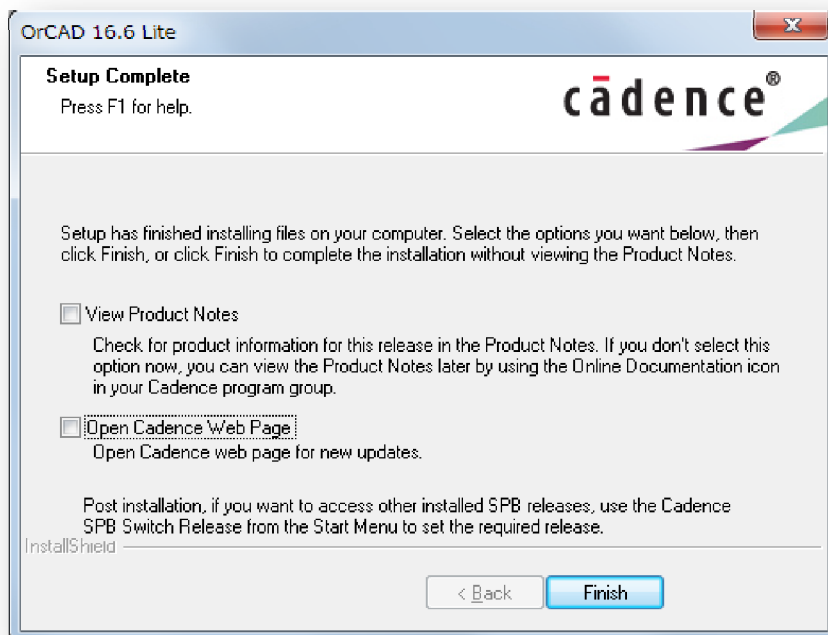 OrCAD 16.6 Lite
Setup Complete
Press F1 for help.
cādence®
Setup has finished installing files on your computer. Select the options you want below, then
click Finish, or click Finish to complete the installation without viewing the Product Notes.
View Product Notes
Check for product information for this release in the Product Notes. If you don't select this
option now, you can view the Product Notes later by using the Online Documentation icon
in your Cadence program group.
Open Cadence Web Page
Open Cadence web page for new updates.
Post installation, if you want to access other installed SPB releases, use the Cadence
SPB Switch Release from the Start Menu to set the required release.
InstallShield
< Back
Finish